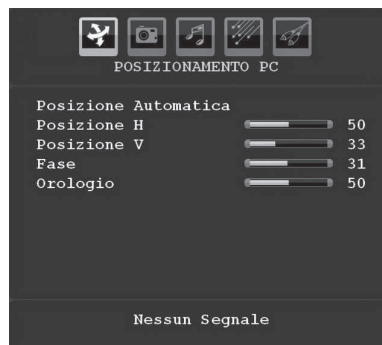 POSIZIONAMENTO PC
Posizione Automatica
Posizione H 50
Posizione V 33
Fase 31
Orologio 50
Nessun Segnale